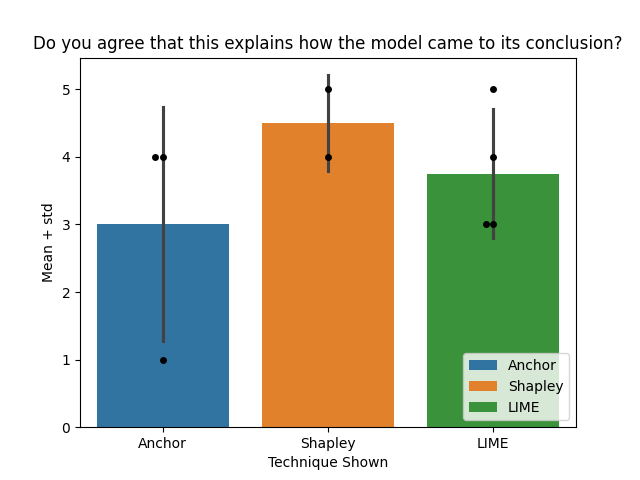 Do you agree that this explains how the model came to its conclusion?
Mean + std
5
4
3
2
1
0
Anchor
Shapley
LIME
Anchor Shapley LIME
Technique Shown